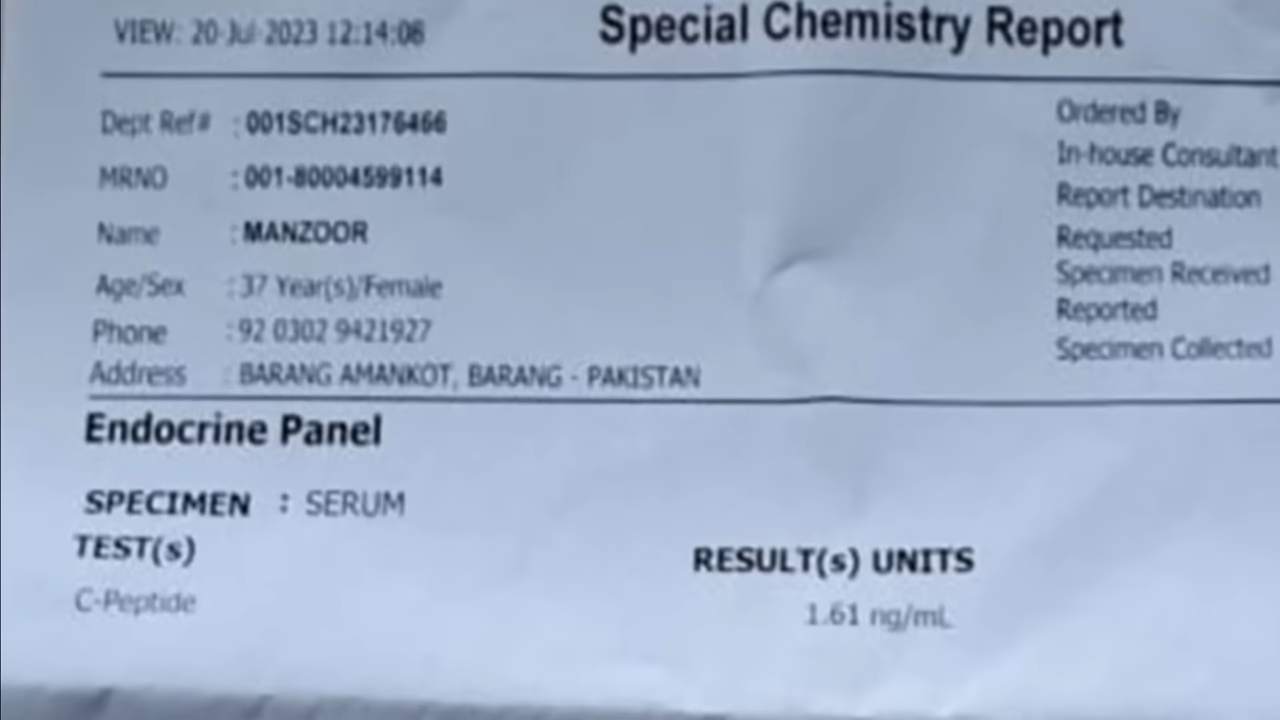 VIEW: 20-Jul-2023 12:14:08
Special Chemistry Report
Dept Ref# : 001SCH23176466
MRNO : 001-80004599114
Name : MANZOOR
Age/Sex : 37 Year(s)/Female
Phone : 92 0302 9421927
Address : BARANG AMANKOT, BARANG - PAKISTAN
Ordered By
In-house Consultant
Report Destination
Requested
Specimen Received
Reported
Specimen Collected
Endocrine Panel
SPECIMEN : SERUM
TEST(s) RESULT(s) UNITS
C-Peptide 1.61 ng/mL